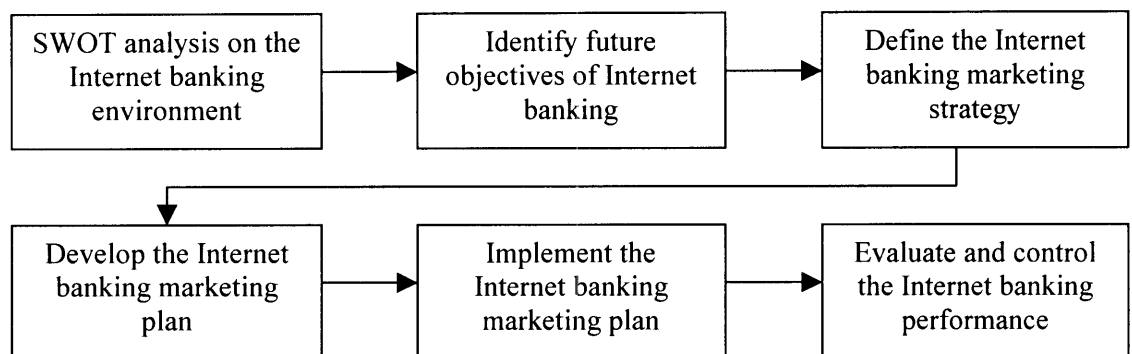 SWOT analysis on the
Internet banking
environment
Identify future
objectives of Internet
banking
Define the Internet
banking marketing
strategy
Develop the Internet
banking marketing
plan
Implement the
Internet banking
marketing plan
Evaluate and control
the Internet banking
performance